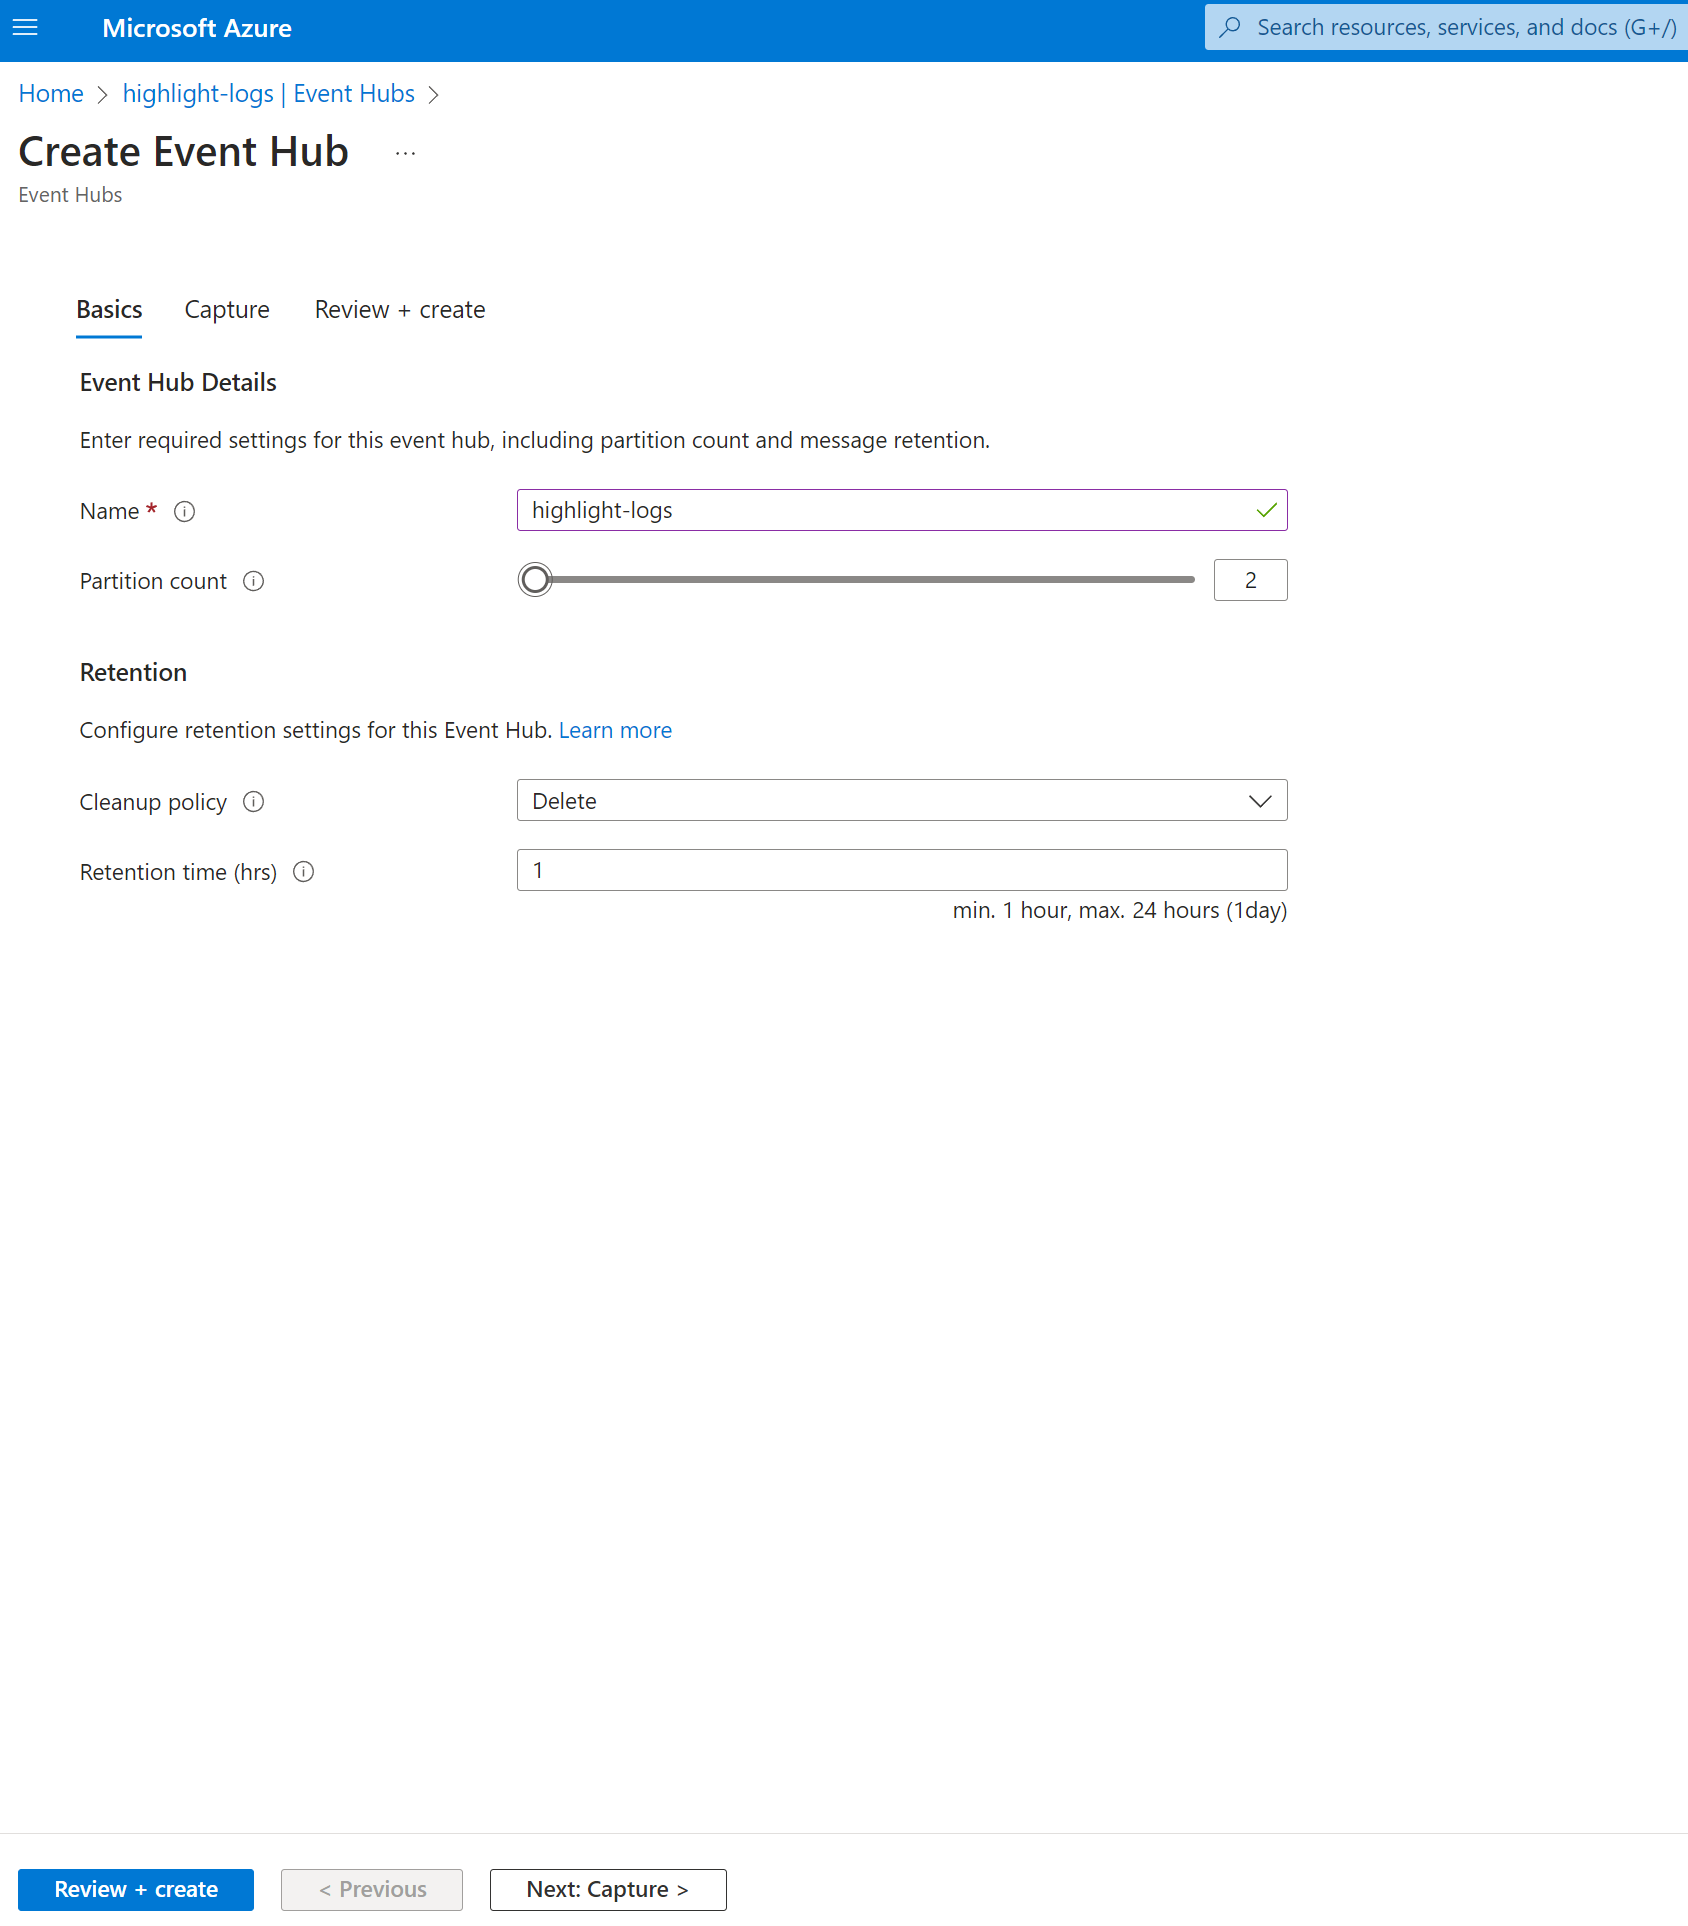 Microsoft Azure
Search resources, services, and docs (G+/)
Home > highlight-logs | Event Hubs >
Create Event Hub ...
Event Hubs
Basics Capture Review + create
Event Hub Details
Enter required settings for this event hub, including partition count and message retention.
Name * highlight-logs
Partition count 2
Retention
Configure retention settings for this Event Hub. Learn more
Cleanup policy Delete
Retention time (hrs) 1
min. 1 hour, max. 24 hours (1day)
Review + create < Previous Next: Capture >